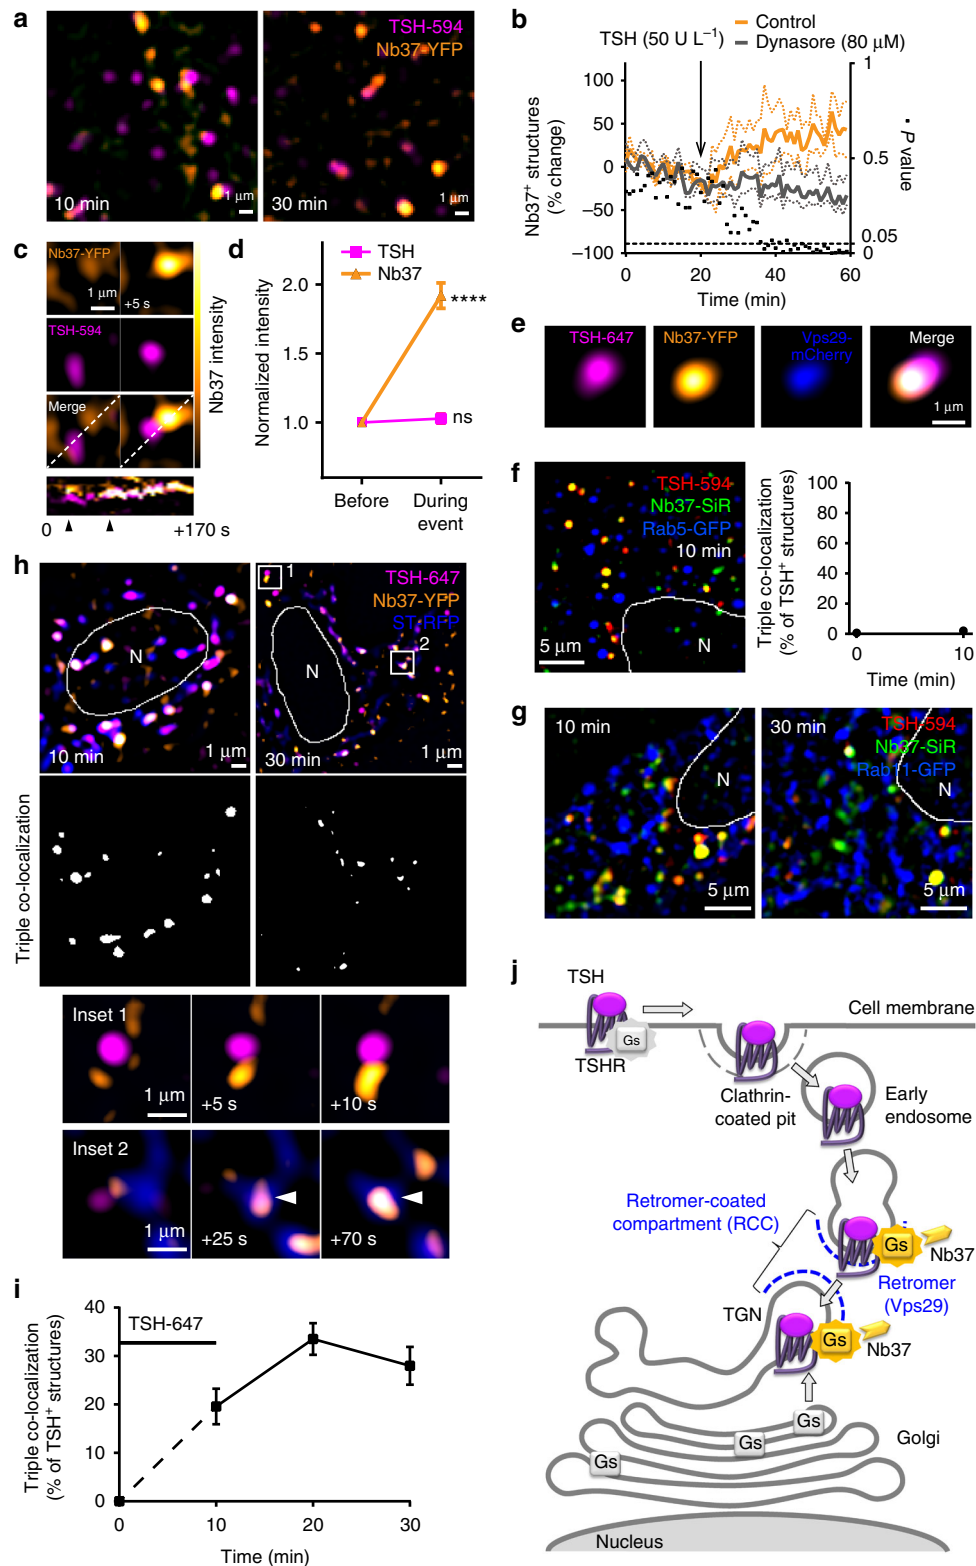 a
TSH-594
Nb37-YFP
10 min
1 μm
30 min
1 μm
b
Control
Dynasore (80 μM)
TSH (50 U L⁻¹)
Nb37⁺ structures
(% change)
100
50
0
−50
−100
0
20
40
60
Time (min)
1
0.5
0.05
0
P value
c
Nb37-YFP
1 μm
+5 s
TSH-594
Merge
0
+170 s
Nb37 intensity
d
TSH
Nb37
Normalized intensity
2.0
1.5
1.0
****
ns
Before
During
event
e
TSH-647
Nb37-YFP
Vps29-
mCherry
Merge
1 μm
f
TSH-594
Nb37-SiR
Rab5-GFP
10 min
5 μm
N
Triple co-localization
(% of TSH⁺ structures)
100
80
60
40
20
0
0
10
Time (min)
g
10 min
N
5 μm
30 min
TSH-594
Nb37-SiR
Rab11-GFP
N
5 μm
h
N
10 min
1 μm
1
TSH-647
Nb37-YFP
ST-RFP
2
N
30 min
1 μm
Triple co-localization
Inset 1
1 μm
+5 s
+10 s
Inset 2
1 μm
+25 s
+70 s
i
TSH-647
Triple co-localization
(% of TSH⁺ structures)
40
30
20
10
0
0
10
20
30
Time (min)
j
TSH
Cell membrane
Gs
TSHR
Clathrin-
coated pit
Early
endosome
Retromer-coated
compartment (RCC)
Gs
Nb37
Retromer
(Vps29)
TGN
Gs
Nb37
Gs
Gs
Gs
Golgi
Nucleus